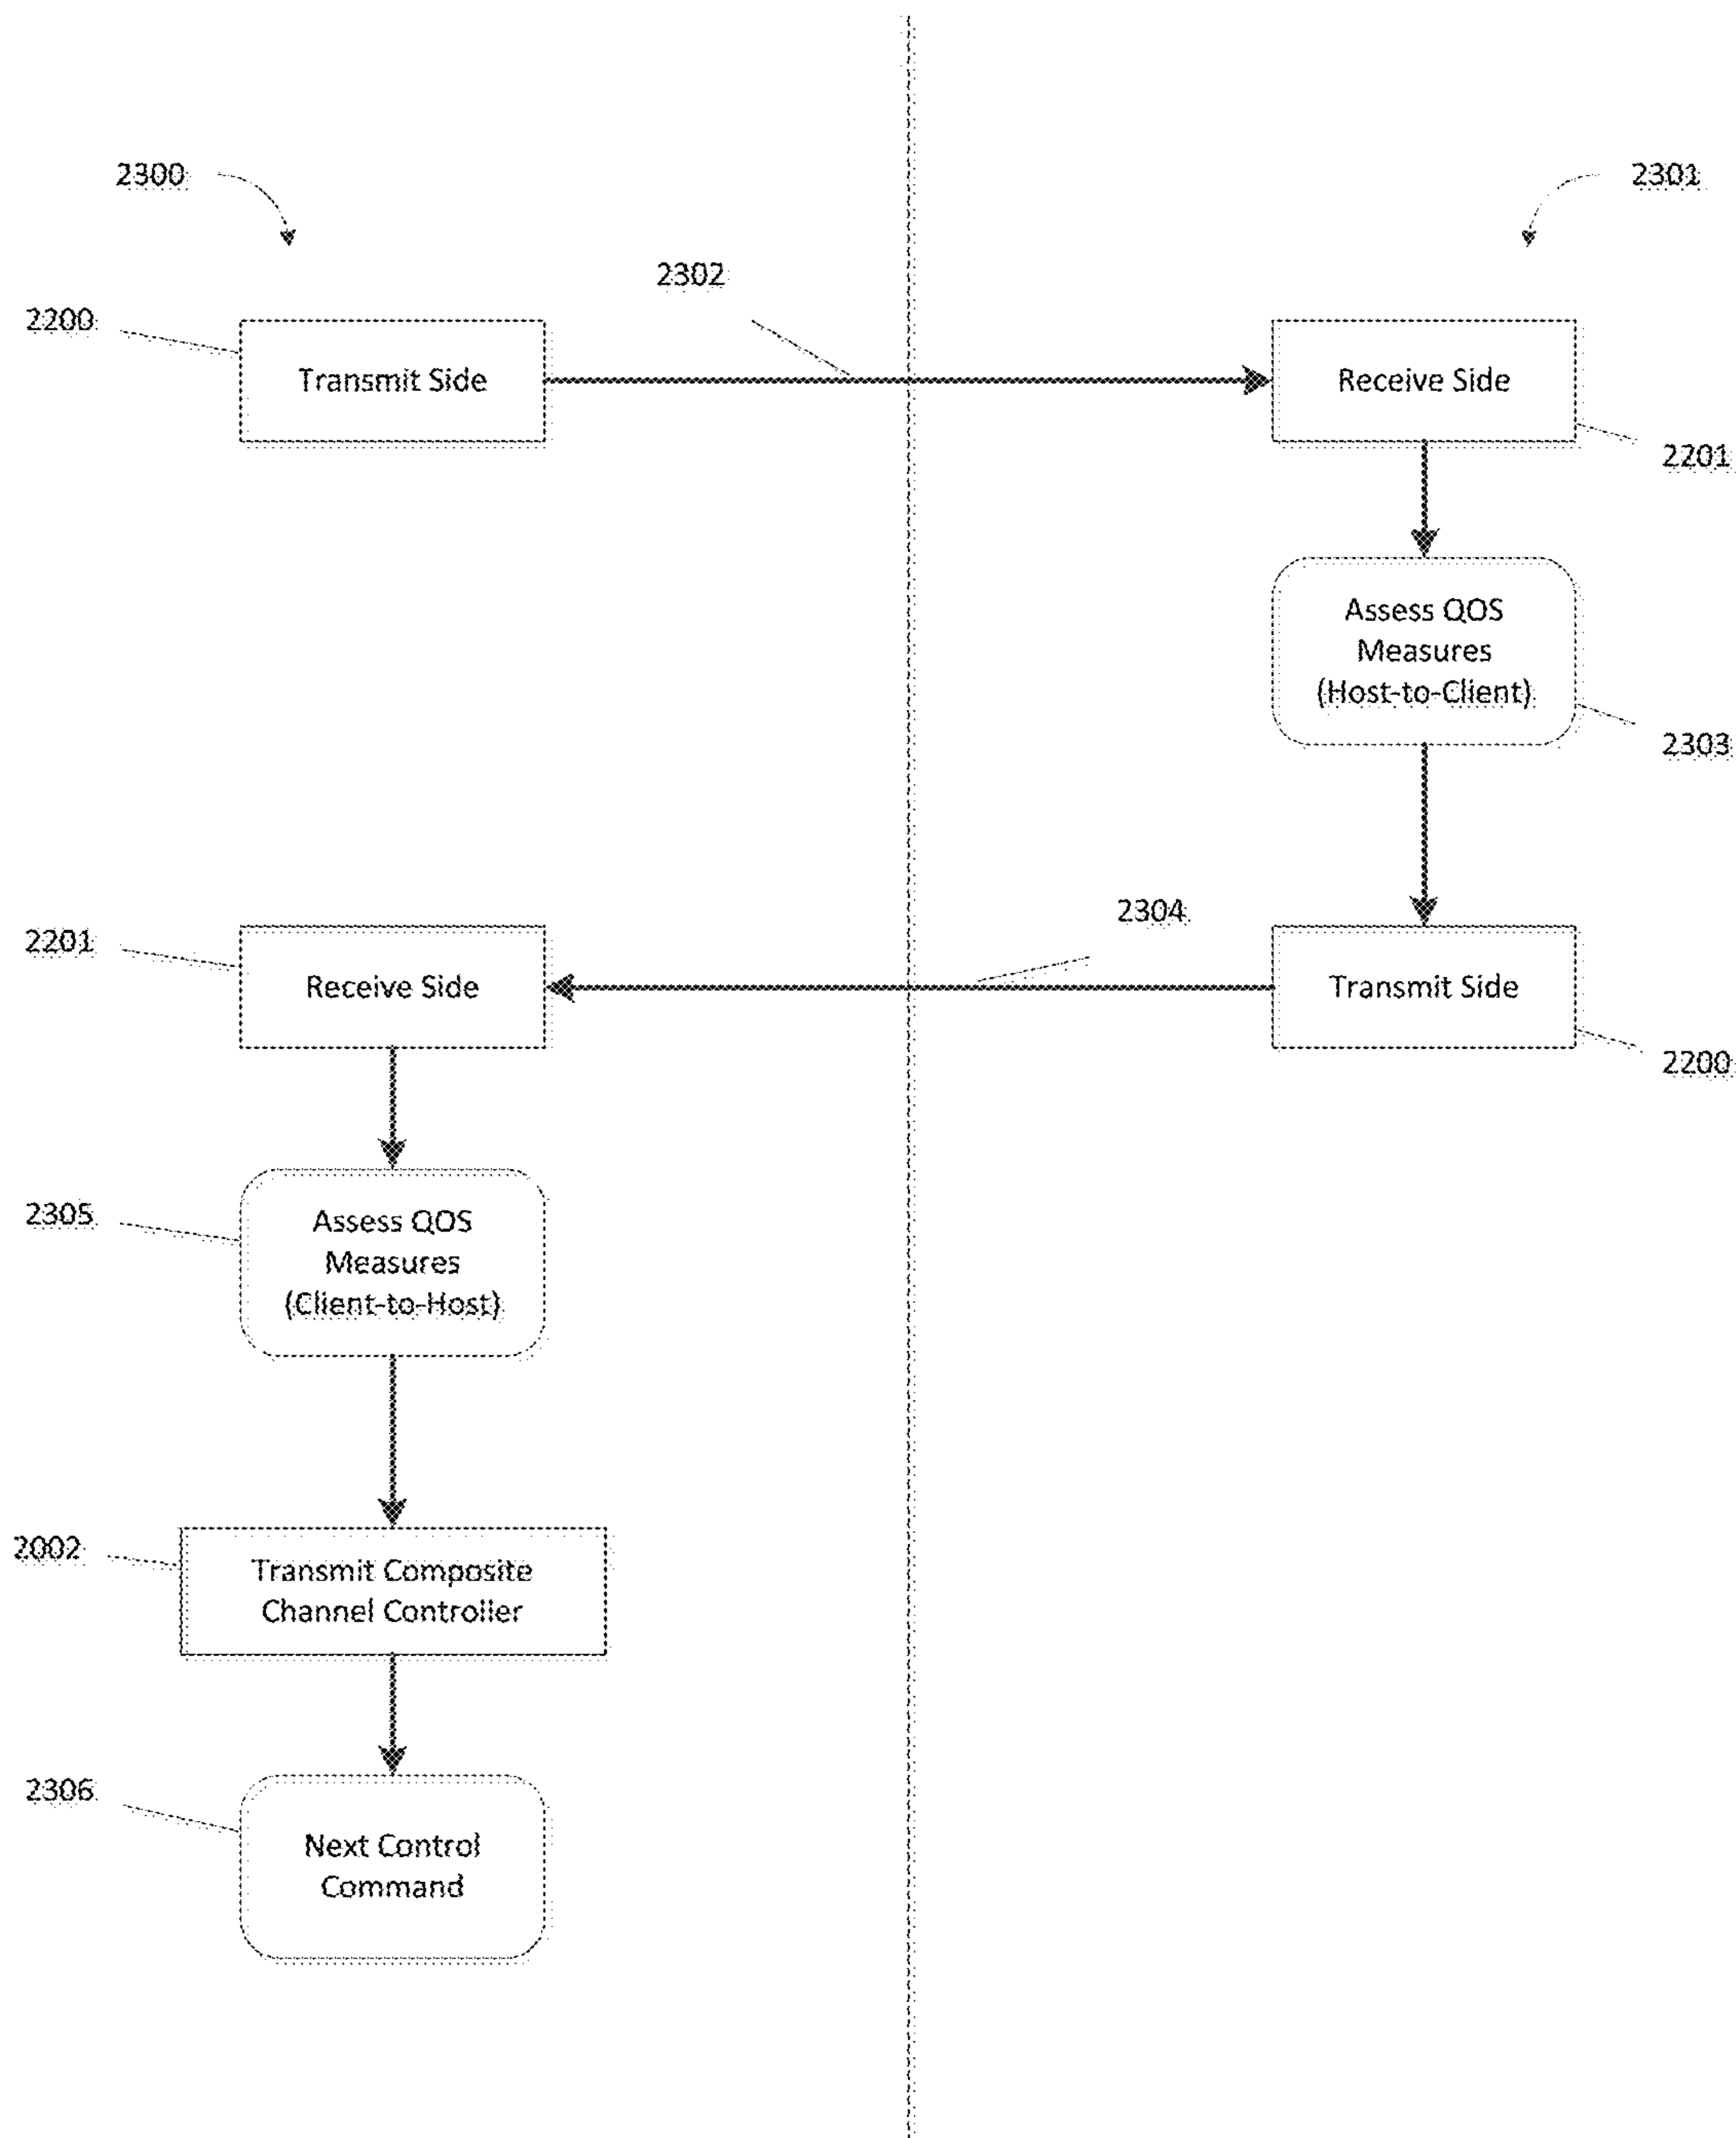 2300
2301
2302
2200
Transmit Side
Receive Side
2201
Assess QOS
Measures
(Host-to-Client)
2303
2304
2201
Receive Side
Transmit Side
2200
2305
Assess QOS
Measures
(Client-to-Host)
2002
Transmit Composite
Channel Controller
2306
Next Control
Command